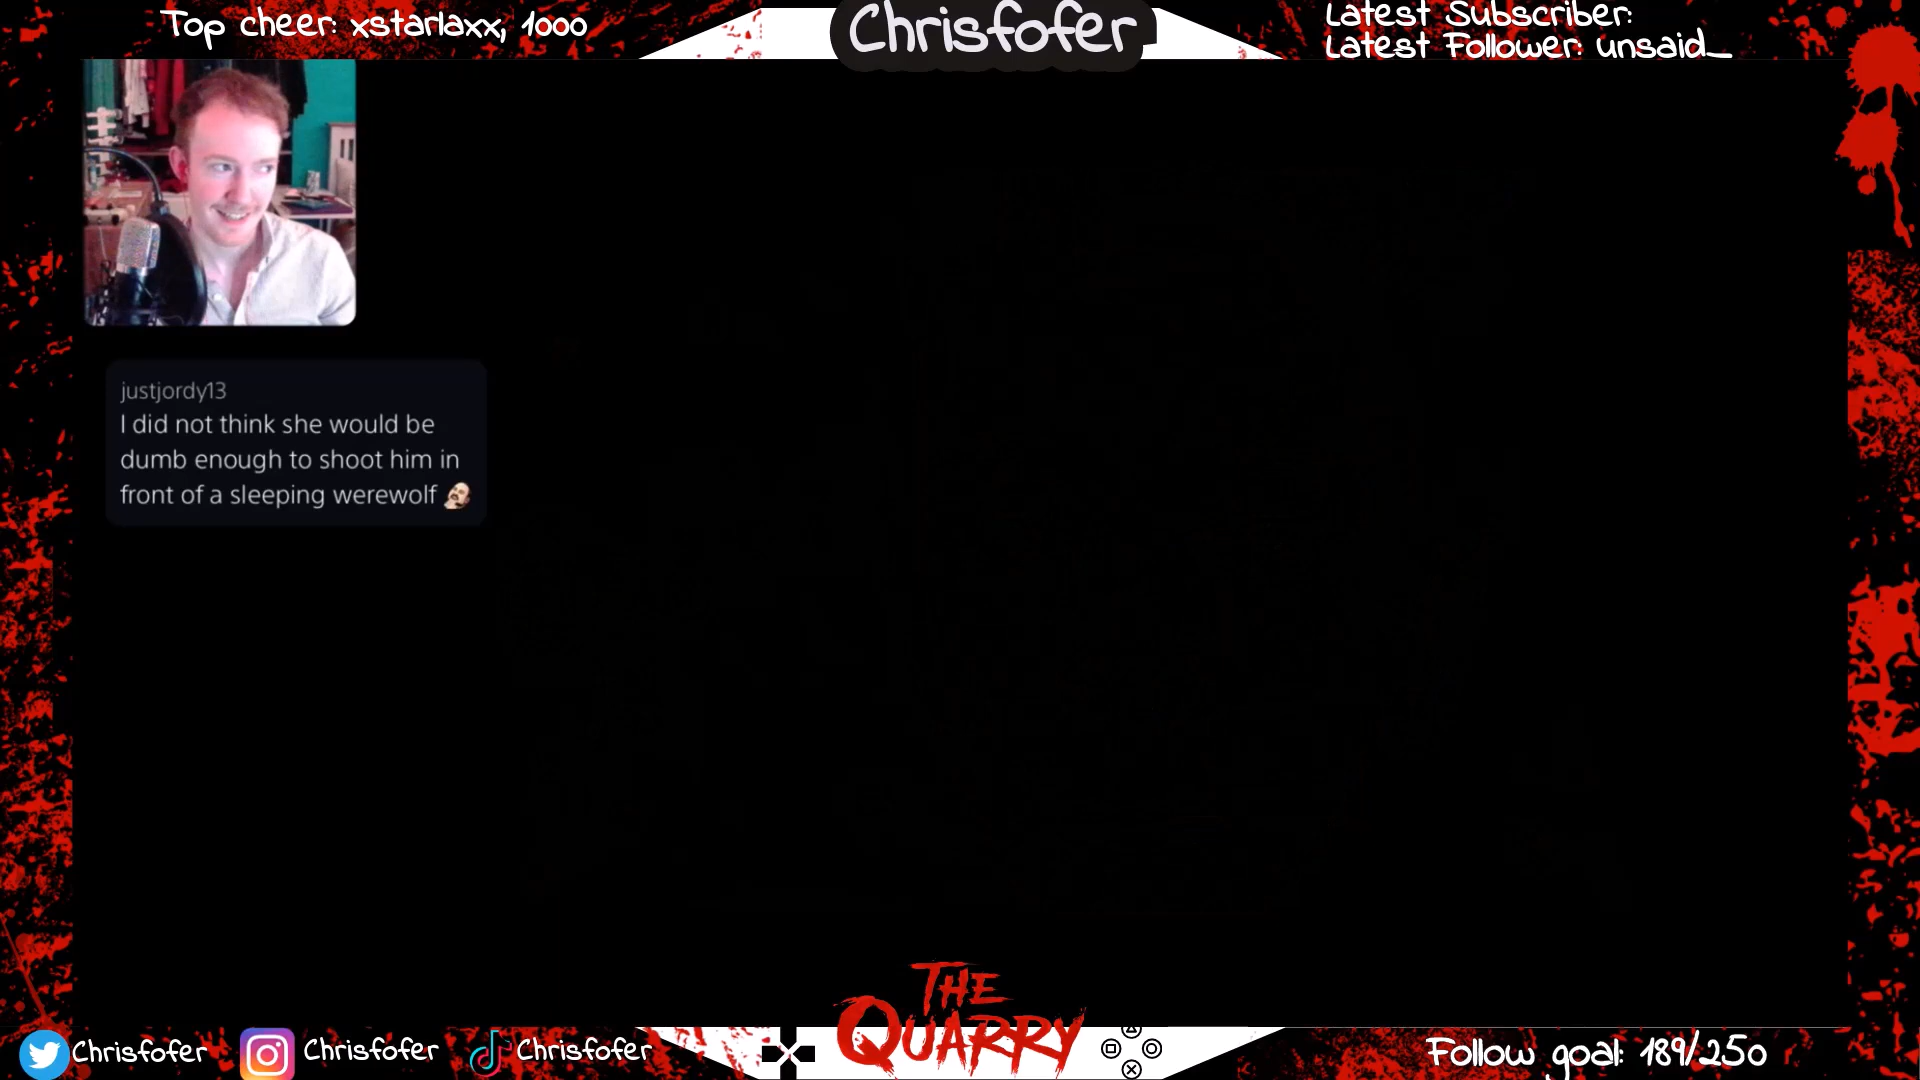 Top cheer: xstarlaxx, 1000
Chrisfofer
Latest Subscriber:
Latest Follower: unsaid_
justjordy13
I did not think she would be
dumb enough to shoot him in
front of a sleeping werewolf
THE
QUARRY
Chrisfofer
Chrisfofer
Chrisfofer
Follow goal: 189/250